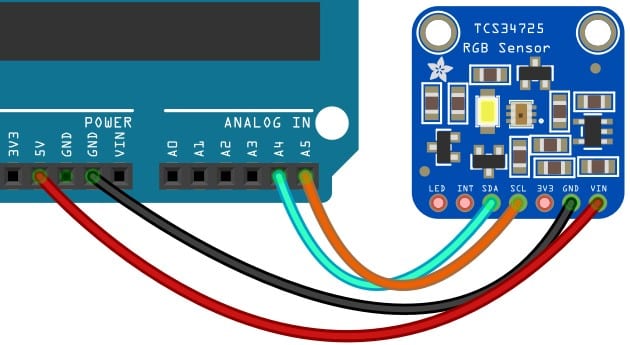 TCS34725
RGB Sensor
POWER
ANALOG IN
3V3
5V
GND
GND
VIN
A0
A1
A2
A3
A4
A5
LED INT SDA SCL 3V3 GND VIN